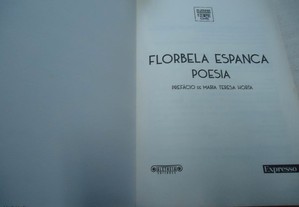 FLORBELA ESPANCA
POESIA
PREFÁCIO DE MARIA TERESA HORTA
Expresso